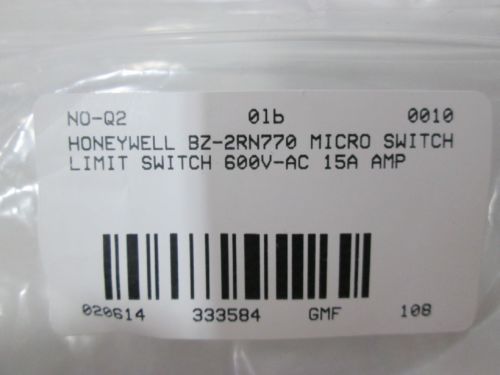 NO-Q2 01b 0010
HONEYWELL BZ-2RN770 MICRO SWITCH
LIMIT SWITCH 600V-AC 15A AMP
020614 333584 GMF 108